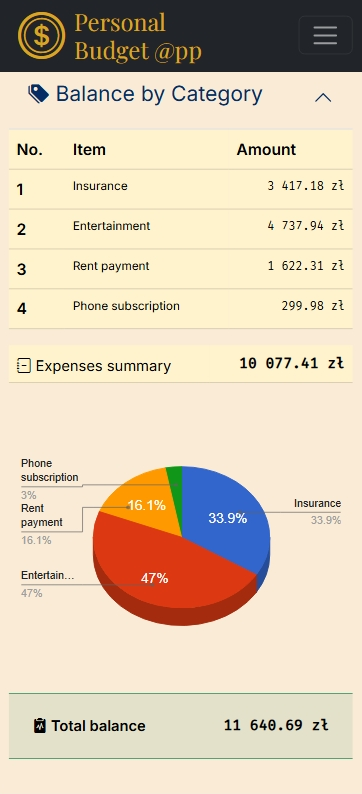 Personal
Budget @pp
Balance by Category
No. Item Amount
1 Insurance 3 417.18 zł
2 Entertainment 4 737.94 zł
3 Rent payment 1 622.31 zł
4 Phone subscription 299.98 zł
Expenses summary 10 077.41 zł
Phone
subscription
3%
Rent
payment
16.1%
Entertain...
47%
16.1%
33.9%
47%
Insurance
33.9%
Total balance 11 640.69 zł